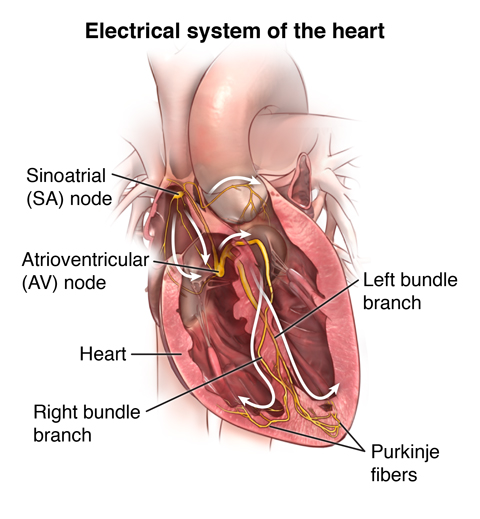 Electrical system of the heart
Sinoatrial
(SA) node
Atrioventricular
(AV) node
Left bundle
branch
Heart
Right bundle
branch
Purkinje
fibers